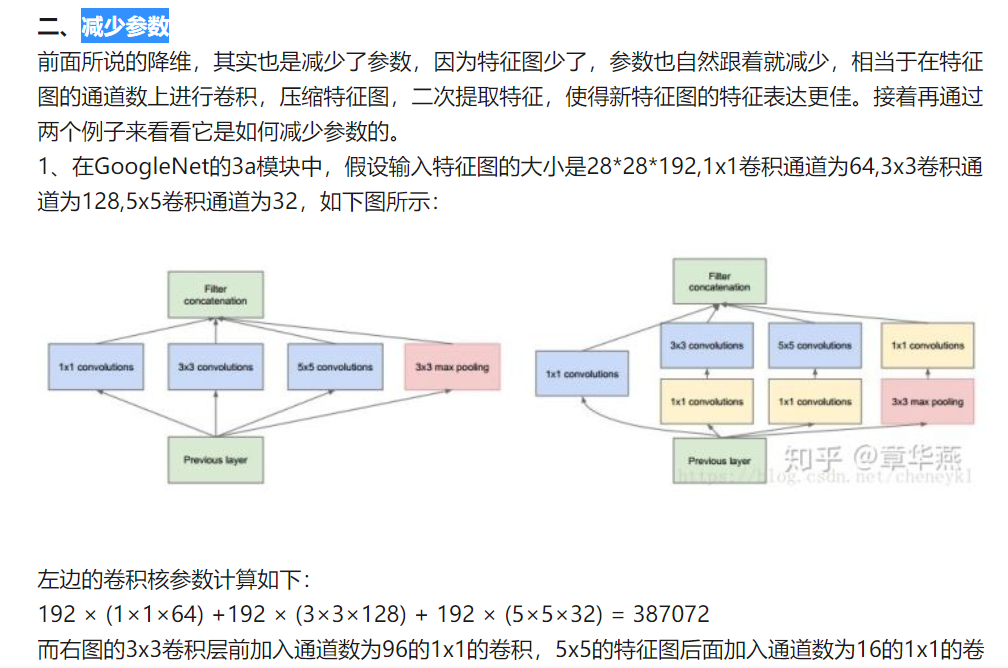 二、减少参数
前面所说的降维，其实也是减少了参数，因为特征图少了，参数也自然跟着就减少，相当于在特征
图的通道数上进行卷积，压缩特征图，二次提取特征，使得新特征图的特征表达更佳。接着再通过
两个例子来看看它是如何减少参数的。
1、在GoogleNet的3a模块中，假设输入特征图的大小是28*28*192,1x1卷积通道为64,3x3卷积通
道为128,5x5卷积通道为32，如下图所示：
Filter
concatenation
1x1 convolutions
3x3 convolutions
5x5 convolutions
3x3 max pooling
Previous layer
Filter
concatenation
3x3 convolutions
5x5 convolutions
1x1 convolutions
1x1 convolutions
1x1 convolutions
1x1 convolutions
3x3 max pooling
Previous layer
知乎 @章华燕
https://blog.csdn.net/cheneykl
左边的卷积核参数计算如下：
192 × (1×1×64) +192 × (3×3×128) + 192 × (5×5×32) = 387072
而右图的3x3卷积层前加入通道数为96的1x1的卷积，5x5的特征图后面加入通道数为16的1x1的卷